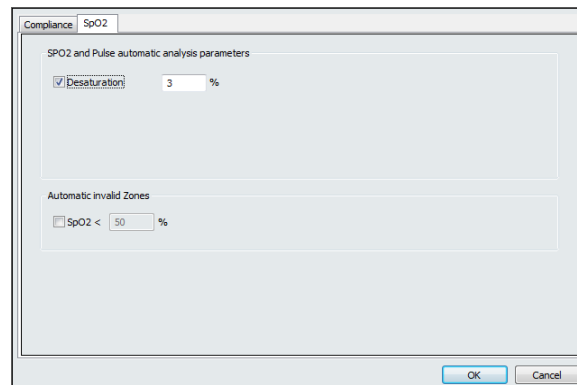 Compliance SpO2
SPO2 and Pulse automatic analysis parameters
Desaturation 3 %
Automatic invalid Zones
SpO2 < 50 %
OK Cancel